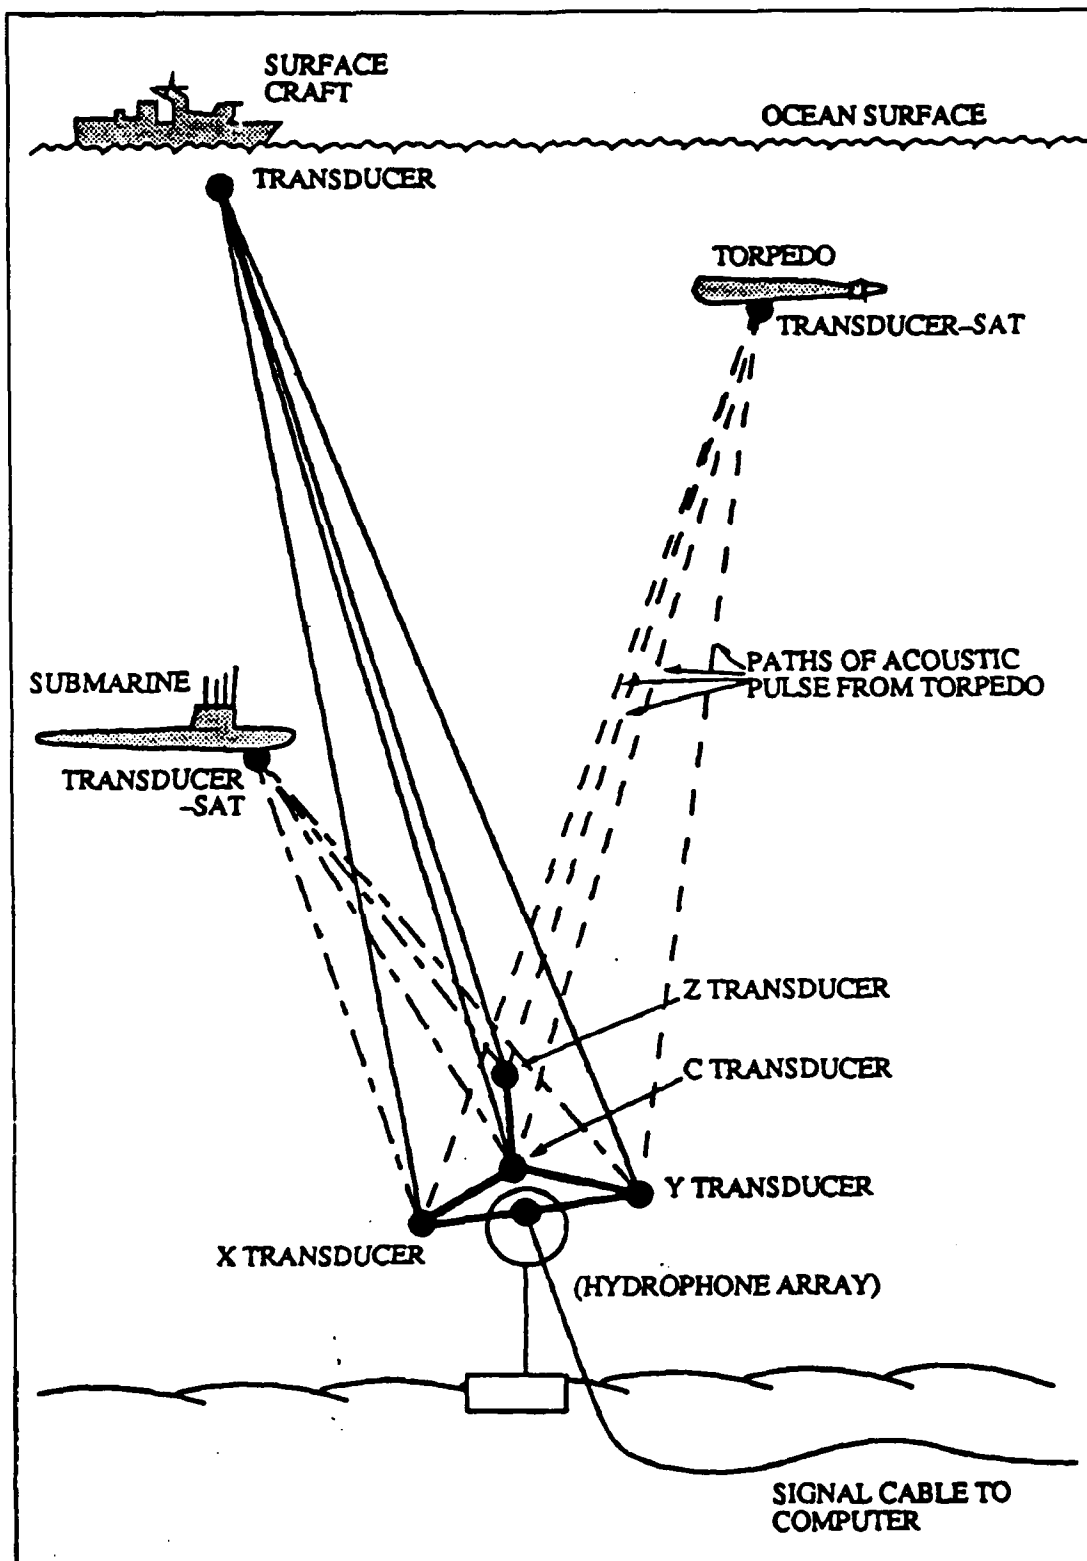 SURFACE
CRAFT
OCEAN SURFACE
TRANSDUCER
TORPEDO
TRANSDUCER-SAT
PATHS OF ACOUSTIC
PULSE FROM TORPEDO
SUBMARINE
TRANSDUCER
-SAT
Z TRANSDUCER
C TRANSDUCER
Y TRANSDUCER
X TRANSDUCER
(HYDROPHONE ARRAY)
SIGNAL CABLE TO
COMPUTER